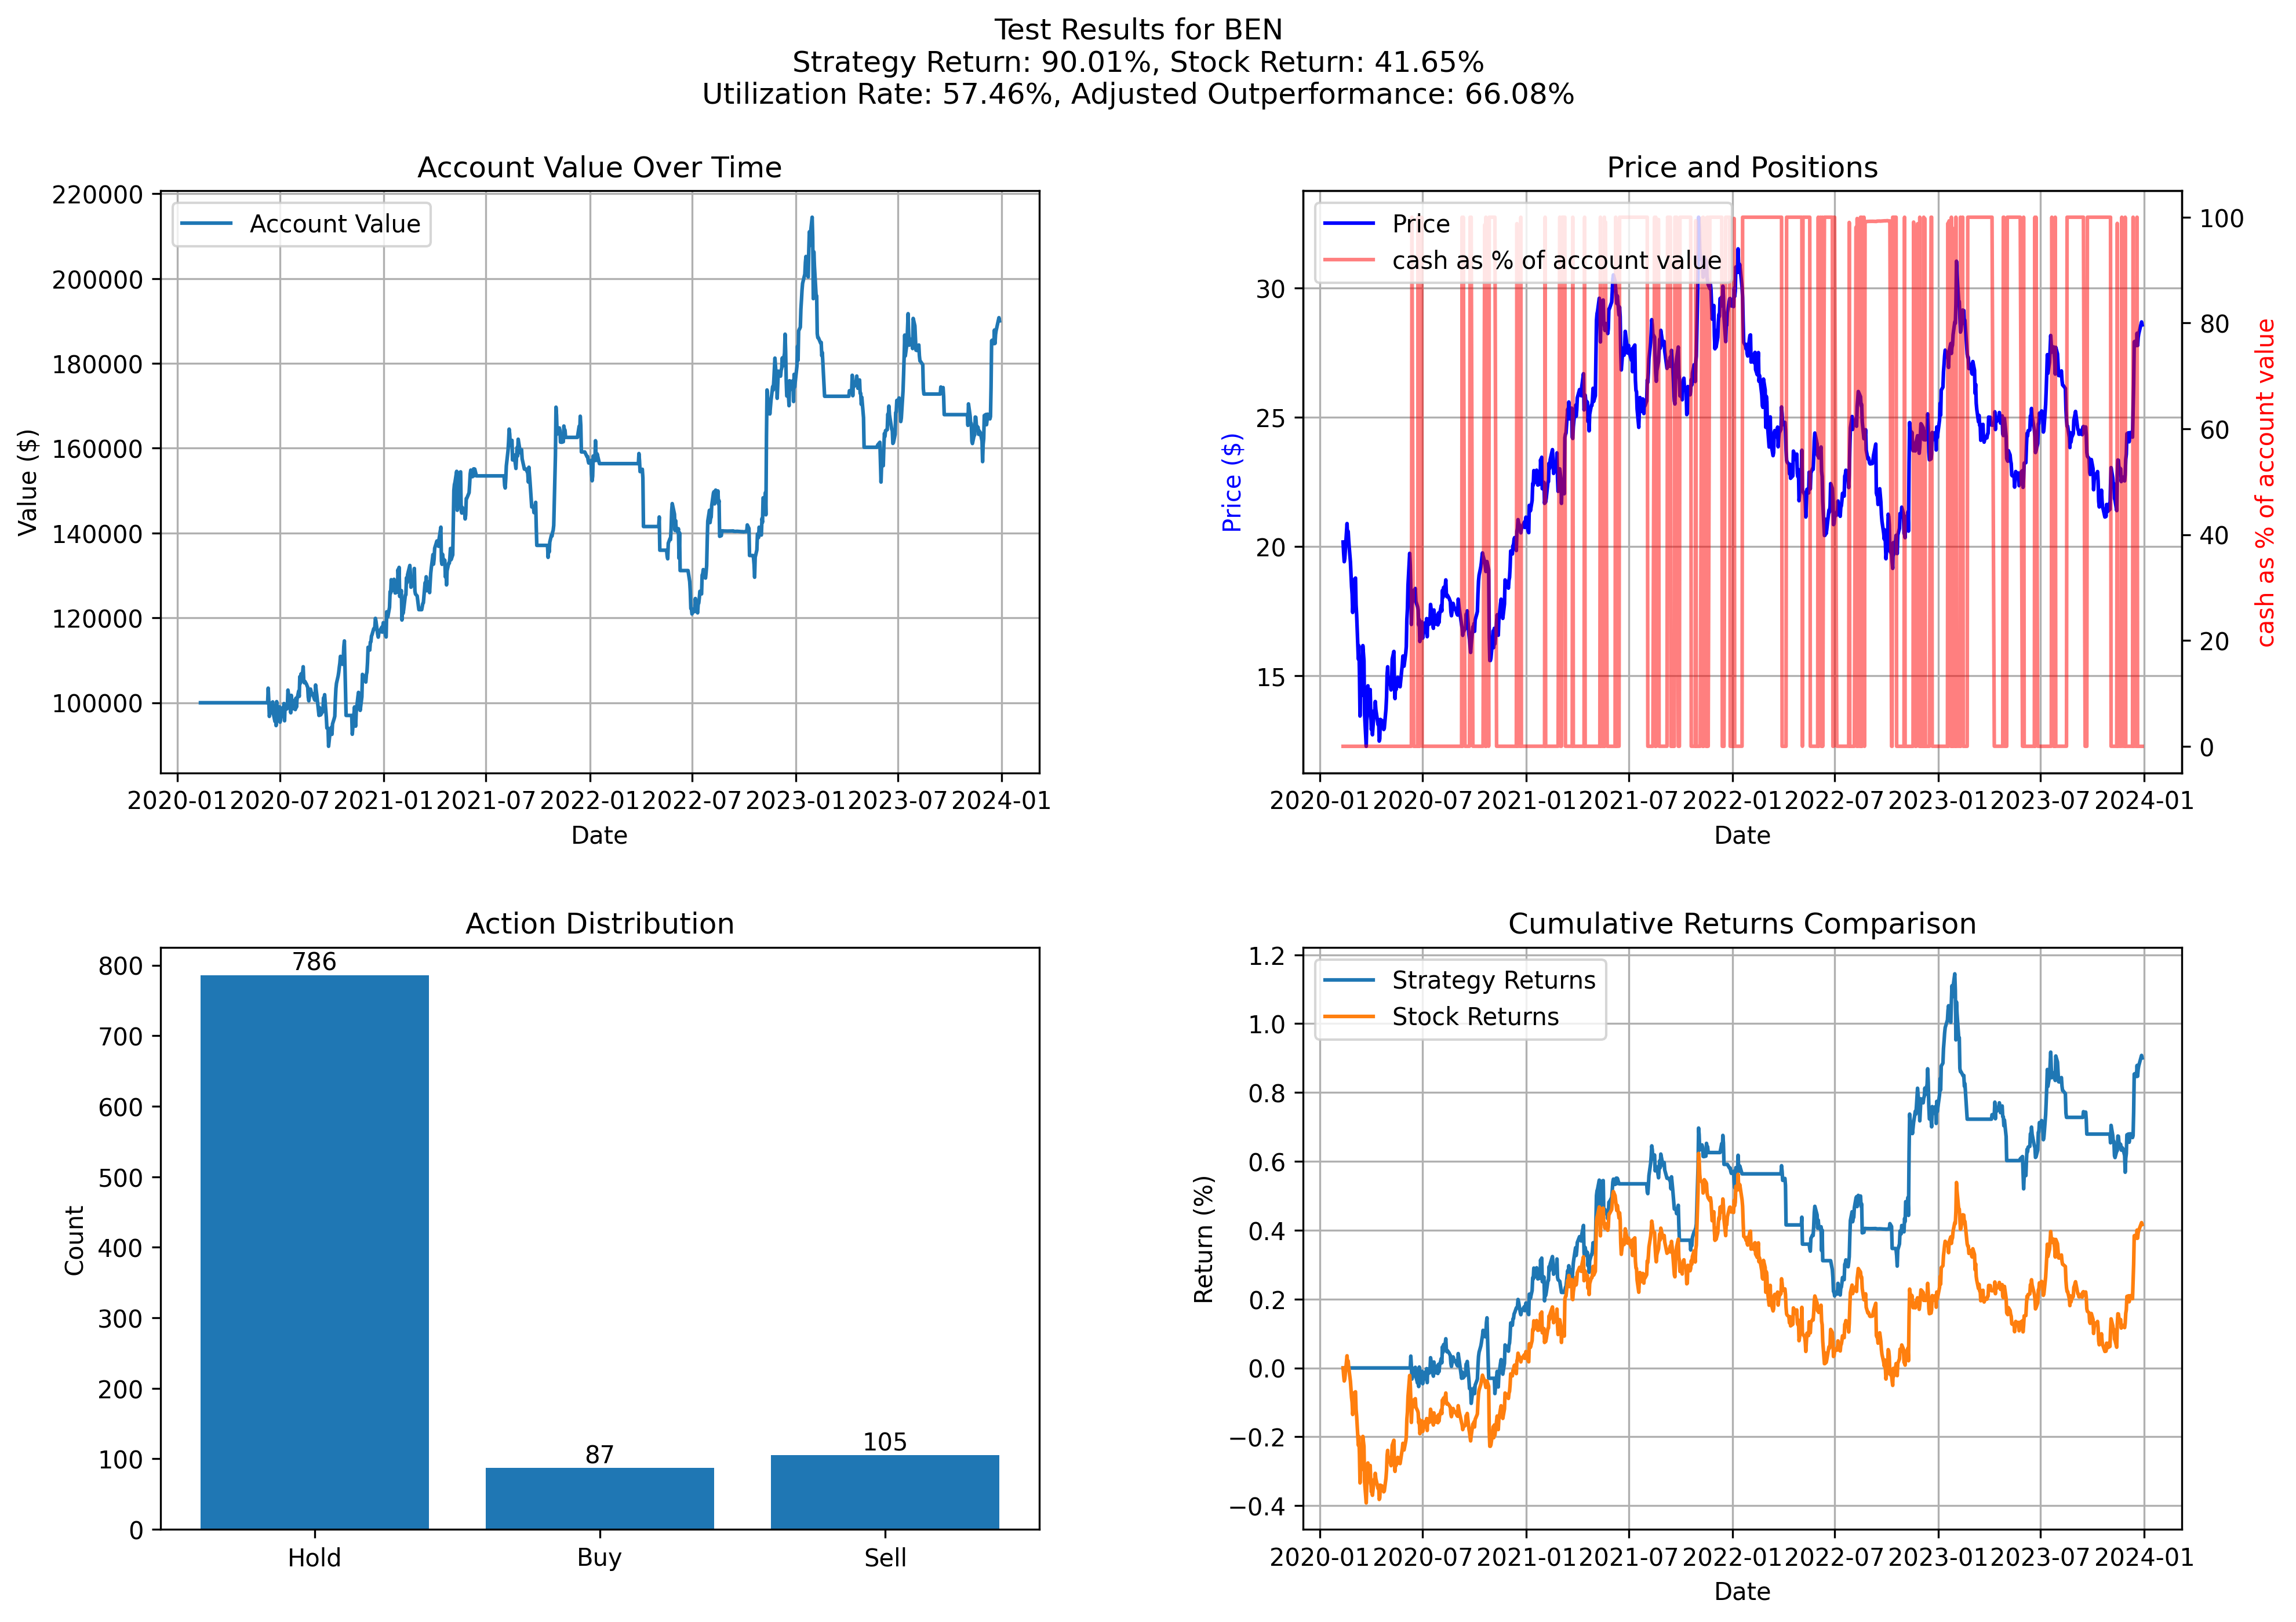 Test Results for BEN
Strategy Return: 90.01%, Stock Return: 41.65%
Utilization Rate: 57.46%, Adjusted Outperformance: 66.08%
Account Value Over Time
Account Value
Value ($)
220000
200000
180000
160000
140000
120000
100000
2020-01 2020-07 2021-01 2021-07 2022-01 2022-07 2023-01 2023-07 2024-01
Date
Price and Positions
Price
cash as % of account value
Price ($)
30
25
20
15
100
80
60
40
20
0
cash as % of account value
2020-01 2020-07 2021-01 2021-07 2022-01 2022-07 2023-01 2023-07 2024-01
Date
Action Distribution
Count
800
700
600
500
400
300
200
100
0
786
87
105
Hold Buy Sell
Cumulative Returns Comparison
Strategy Returns
Stock Returns
Return (%)
1.2
1.0
0.8
0.6
0.4
0.2
0.0
−0.2
−0.4
2020-01 2020-07 2021-01 2021-07 2022-01 2022-07 2023-01 2023-07 2024-01
Date